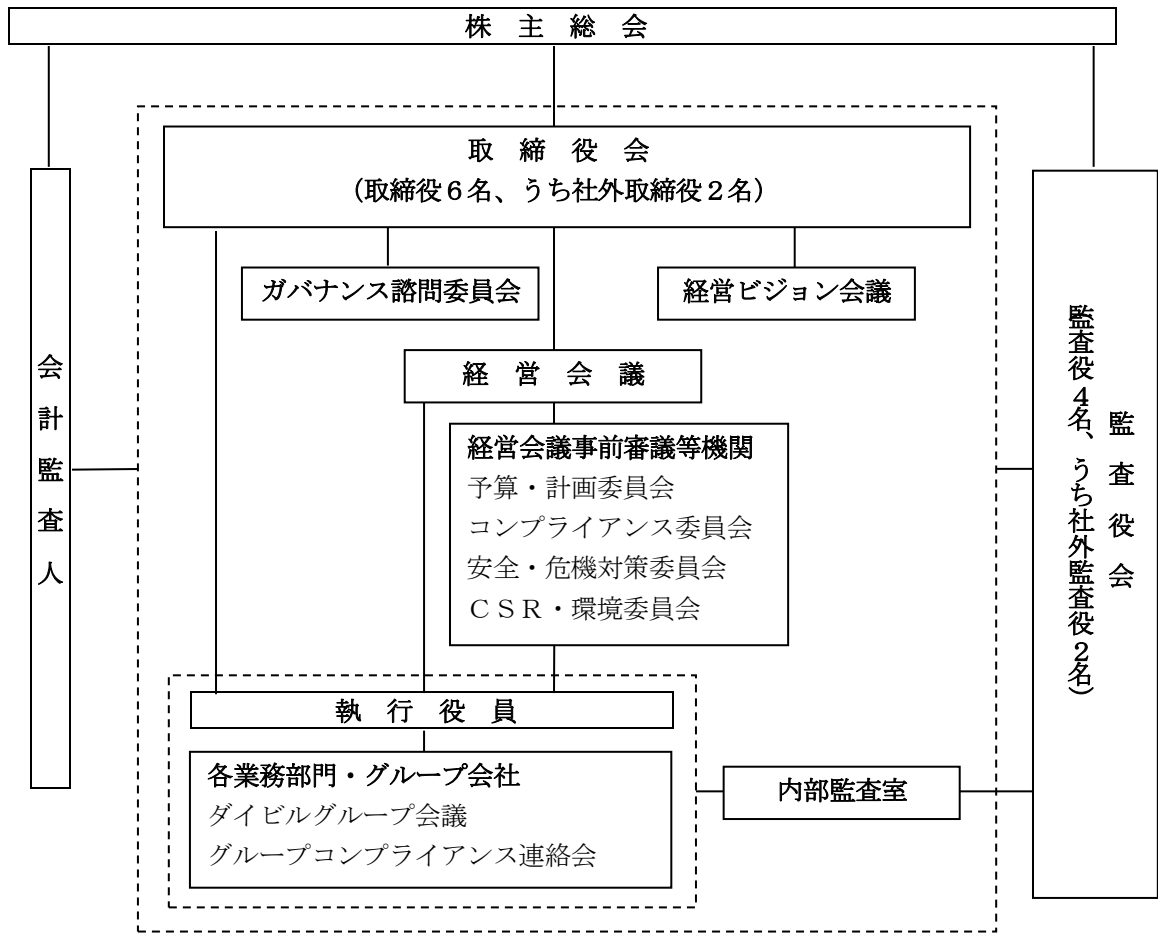 株 主 総 会
取 締 役 会
(取締役6名、うち社外取締役2名)
ガバナンス諮問委員会
経営ビジョン会議
経 営 会 議
経営会議事前審議等機関
予算・計画委員会
コンプライアンス委員会
安全・危機対策委員会
CSR・環境委員会
執 行 役 員
各業務部門・グループ会社
ダイビルグループ会議
グループコンプライアンス連絡会
内部監査室
会計監査人
監 査 役 会
監査役4名、うち社外監査役2名)